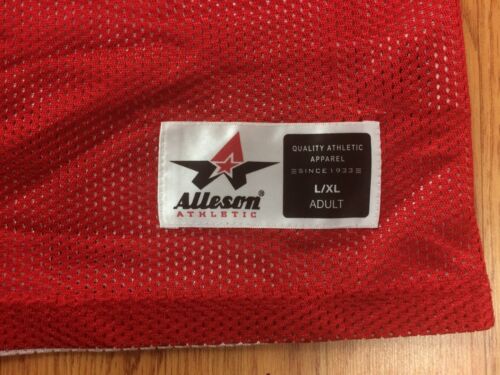 Alleson®
ATHLETIC
QUALITY ATHLETIC
APPAREL
SINCE 1933
L/XL
ADULT